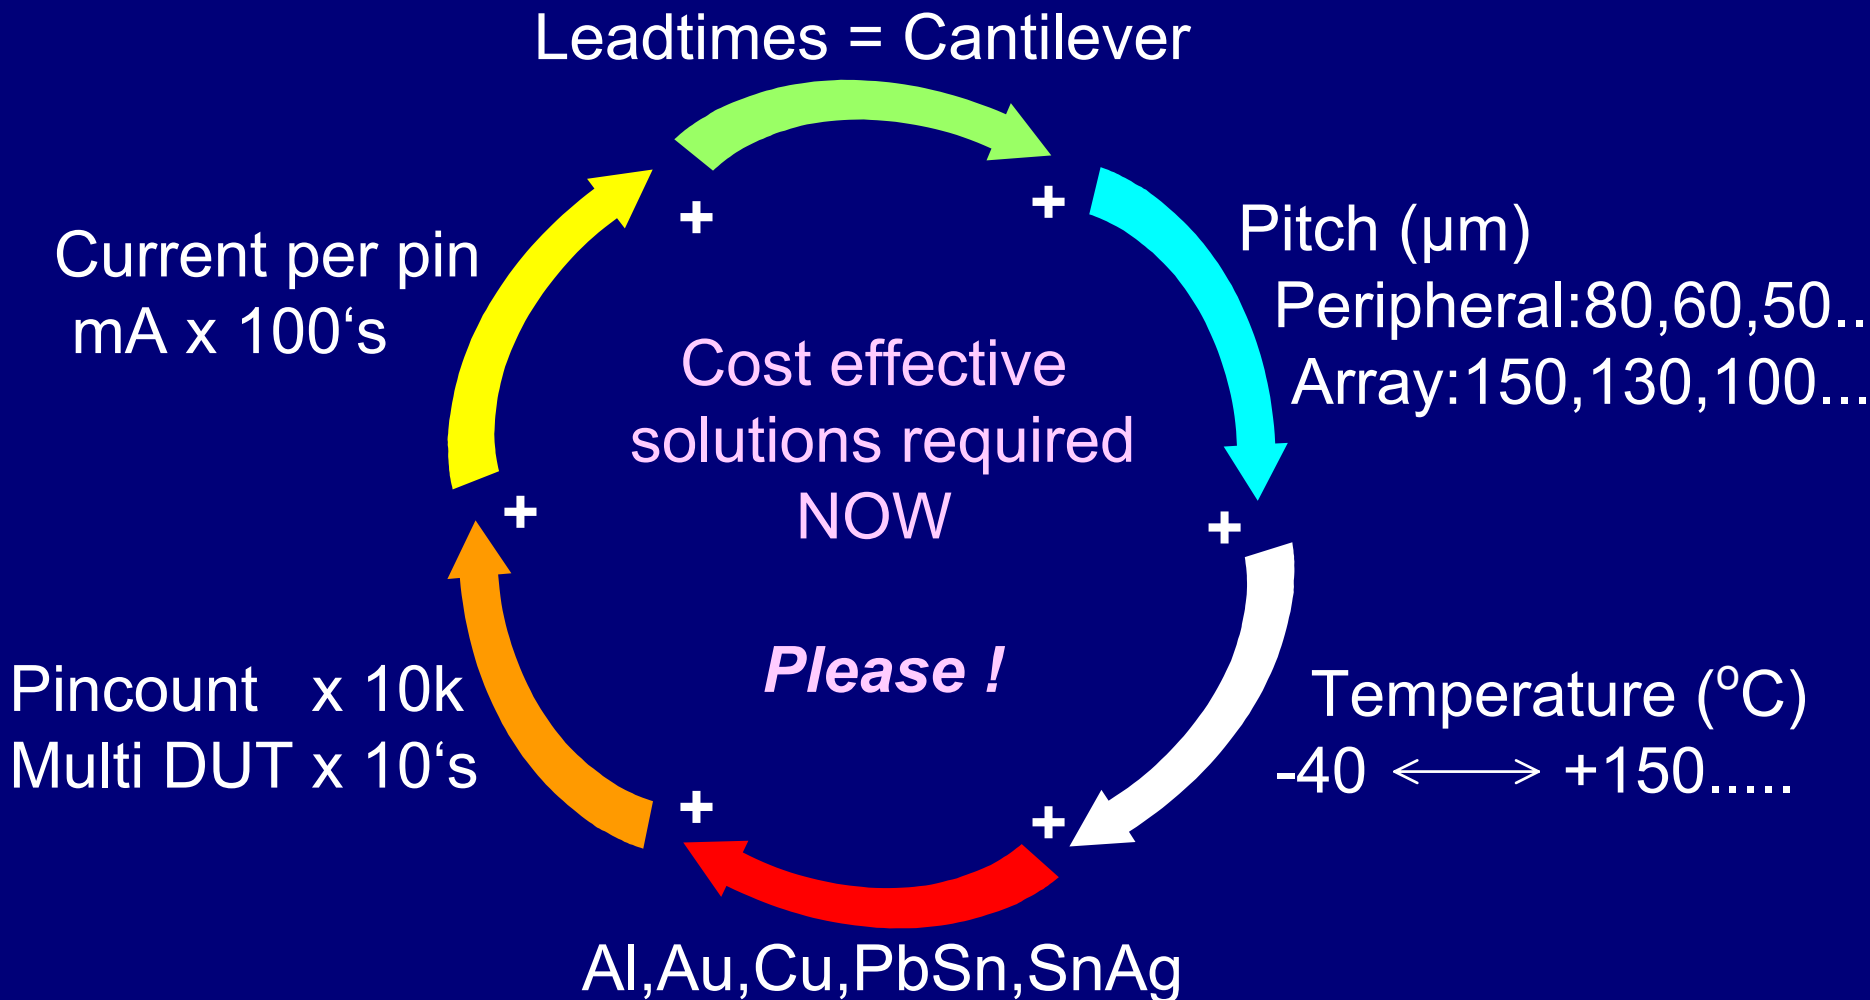 Leadtimes = Cantilever
Pitch (µm)
Peripheral:80,60,50..
Array:150,130,100...
Temperature (ºC)
-40 ⟷ +150.....
Al,Au,Cu,PbSn,SnAg
Pincount x 10k
Multi DUT x 10‘s
Current per pin
mA x 100‘s
+
+
+
+
+
+
Cost effective
solutions required
NOW
Please !